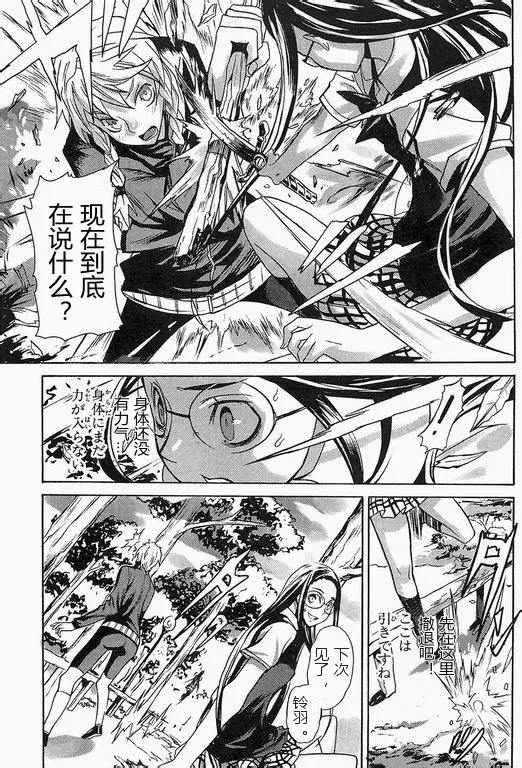 现在到底
在说什么？
身体还没
有力气！
身体にまだ
力が入らない
先在这里
撤退吧！
ここは
引きですね
下次
见了
铃羽。